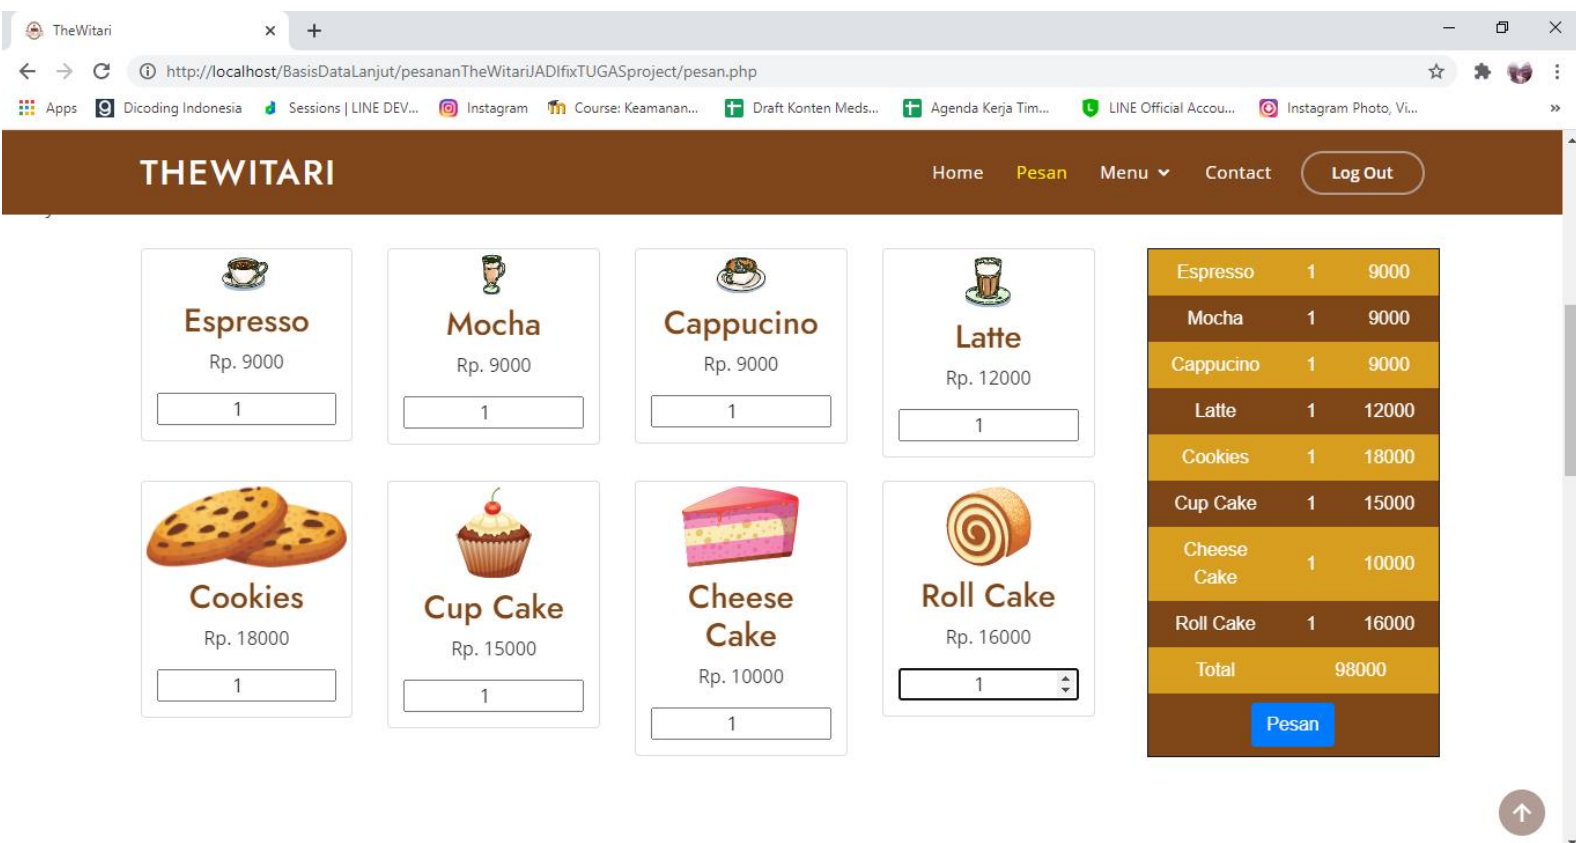 TheWitari
http://localhost/BasisDataLanjut/pesananTheWitariJADIfixTUGASproject/pesan.php
Apps Dicoding Indonesia Sessions | LINE DEV... Instagram Course: Keamanan... Draft Konten Meds... Agenda Kerja Tim... LINE Official Accou... Instagram Photo, Vi... »
THEWITARI Home Pesan Menu Contact Log Out
Espresso
Rp. 9000
1
Mocha
Rp. 9000
1
Cappucino
Rp. 9000
1
Latte
Rp. 12000
1
Cookies
Rp. 18000
1
Cup Cake
Rp. 15000
1
Cheese
Cake
Rp. 10000
1
Roll Cake
Rp. 16000
1
Espresso 1 9000
Mocha 1 9000
Cappucino 1 9000
Latte 1 12000
Cookies 1 18000
Cup Cake 1 15000
Cheese
Cake 1 10000
Roll Cake 1 16000
Total 98000
Pesan